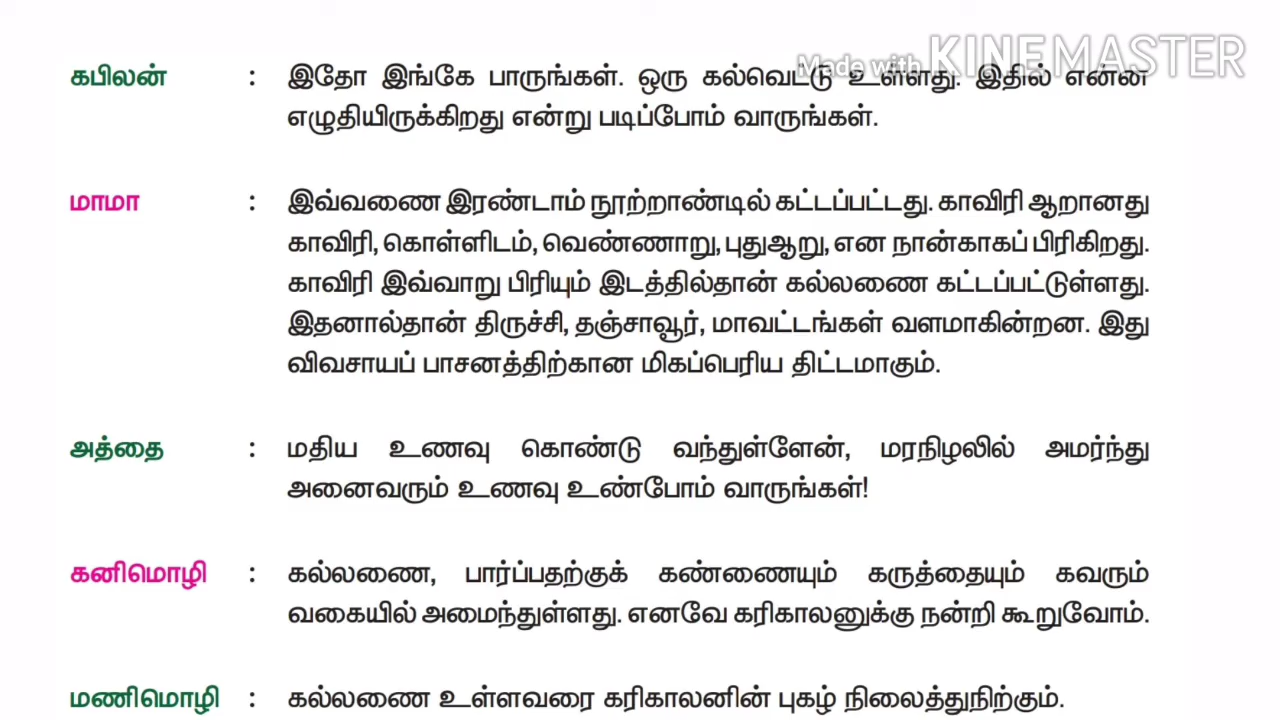 Made with KINEMASTER
கபிலன் : இதோ இங்கே பாருங்கள். ஒரு கல்வெட்டு உள்ளது. இதில் என்ன
எழுதியிருக்கிறது என்று படிப்போம் வாருங்கள்.
மாமா : இவ்வணை இரண்டாம் நூற்றாண்டில் கட்டப்பட்டது. காவிரி ஆறானது
காவிரி, கொள்ளிடம், வெண்ணாறு, புதுஆறு, என நான்காகப் பிரிகிறது.
காவிரி இவ்வாறு பிரியும் இடத்தில்தான் கல்லணை கட்டப்பட்டுள்ளது.
இதனால்தான் திருச்சி, தஞ்சாவூர், மாவட்டங்கள் வளமாகின்றன. இது
விவசாயப் பாசனத்திற்கான மிகப்பெரிய திட்டமாகும்.
அத்தை : மதிய உணவு கொண்டு வந்துள்ளேன், மரநிழலில் அமர்ந்து
அனைவரும் உணவு உண்போம் வாருங்கள்!
கனிமொழி : கல்லணை, பார்ப்பதற்குக் கண்ணையும் கருத்தையும் கவரும்
வகையில் அமைந்துள்ளது. எனவே கரிகாலனுக்கு நன்றி கூறுவோம்.
மணிமொழி : கல்லணை உள்ளவரை கரிகாலனின் புகழ் நிலைத்துநிற்கும்.